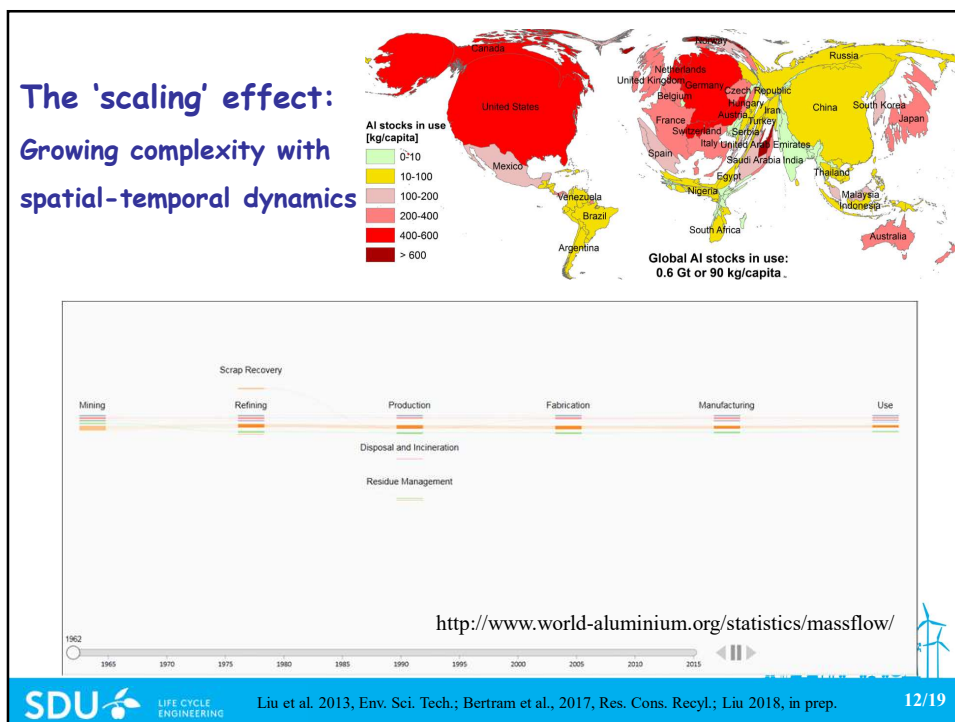 The 'scaling' effect:
Growing complexity with
spatial-temporal dynamics
Al stocks in use
[kg/capita]
0-10
10-100
100-200
200-400
400-600
> 600
Canada
United States
Mexico
Venezuela
Brazil
Argentina
Norway
Netherlands
United Kingdom
Germany
Belgium
Czech Republic
Hungary
Austria
France
Switzerland
Serbia
Italy
Spain
Turkey
Iran
United Arab Emirates
Saudi Arabia
India
Egypt
Nigeria
South Africa
Russia
China
South Korea
Japan
Thailand
Malaysia
Indonesia
Australia
Global Al stocks in use:
0.6 Gt or 90 kg/capita
Scrap Recovery
Mining
Refining
Production
Fabrication
Manufacturing
Use
Disposal and Incineration
Residue Management
http://www.world-aluminium.org/statistics/massflow/
1962
1965
1970
1975
1980
1985
1990
1995
2000
2005
2010
2015
SDU
LIFE CYCLE
ENGINEERING
Liu et al. 2013, Env. Sci. Tech.; Bertram et al., 2017, Res. Cons. Recyl.; Liu 2018, in prep.
12/19